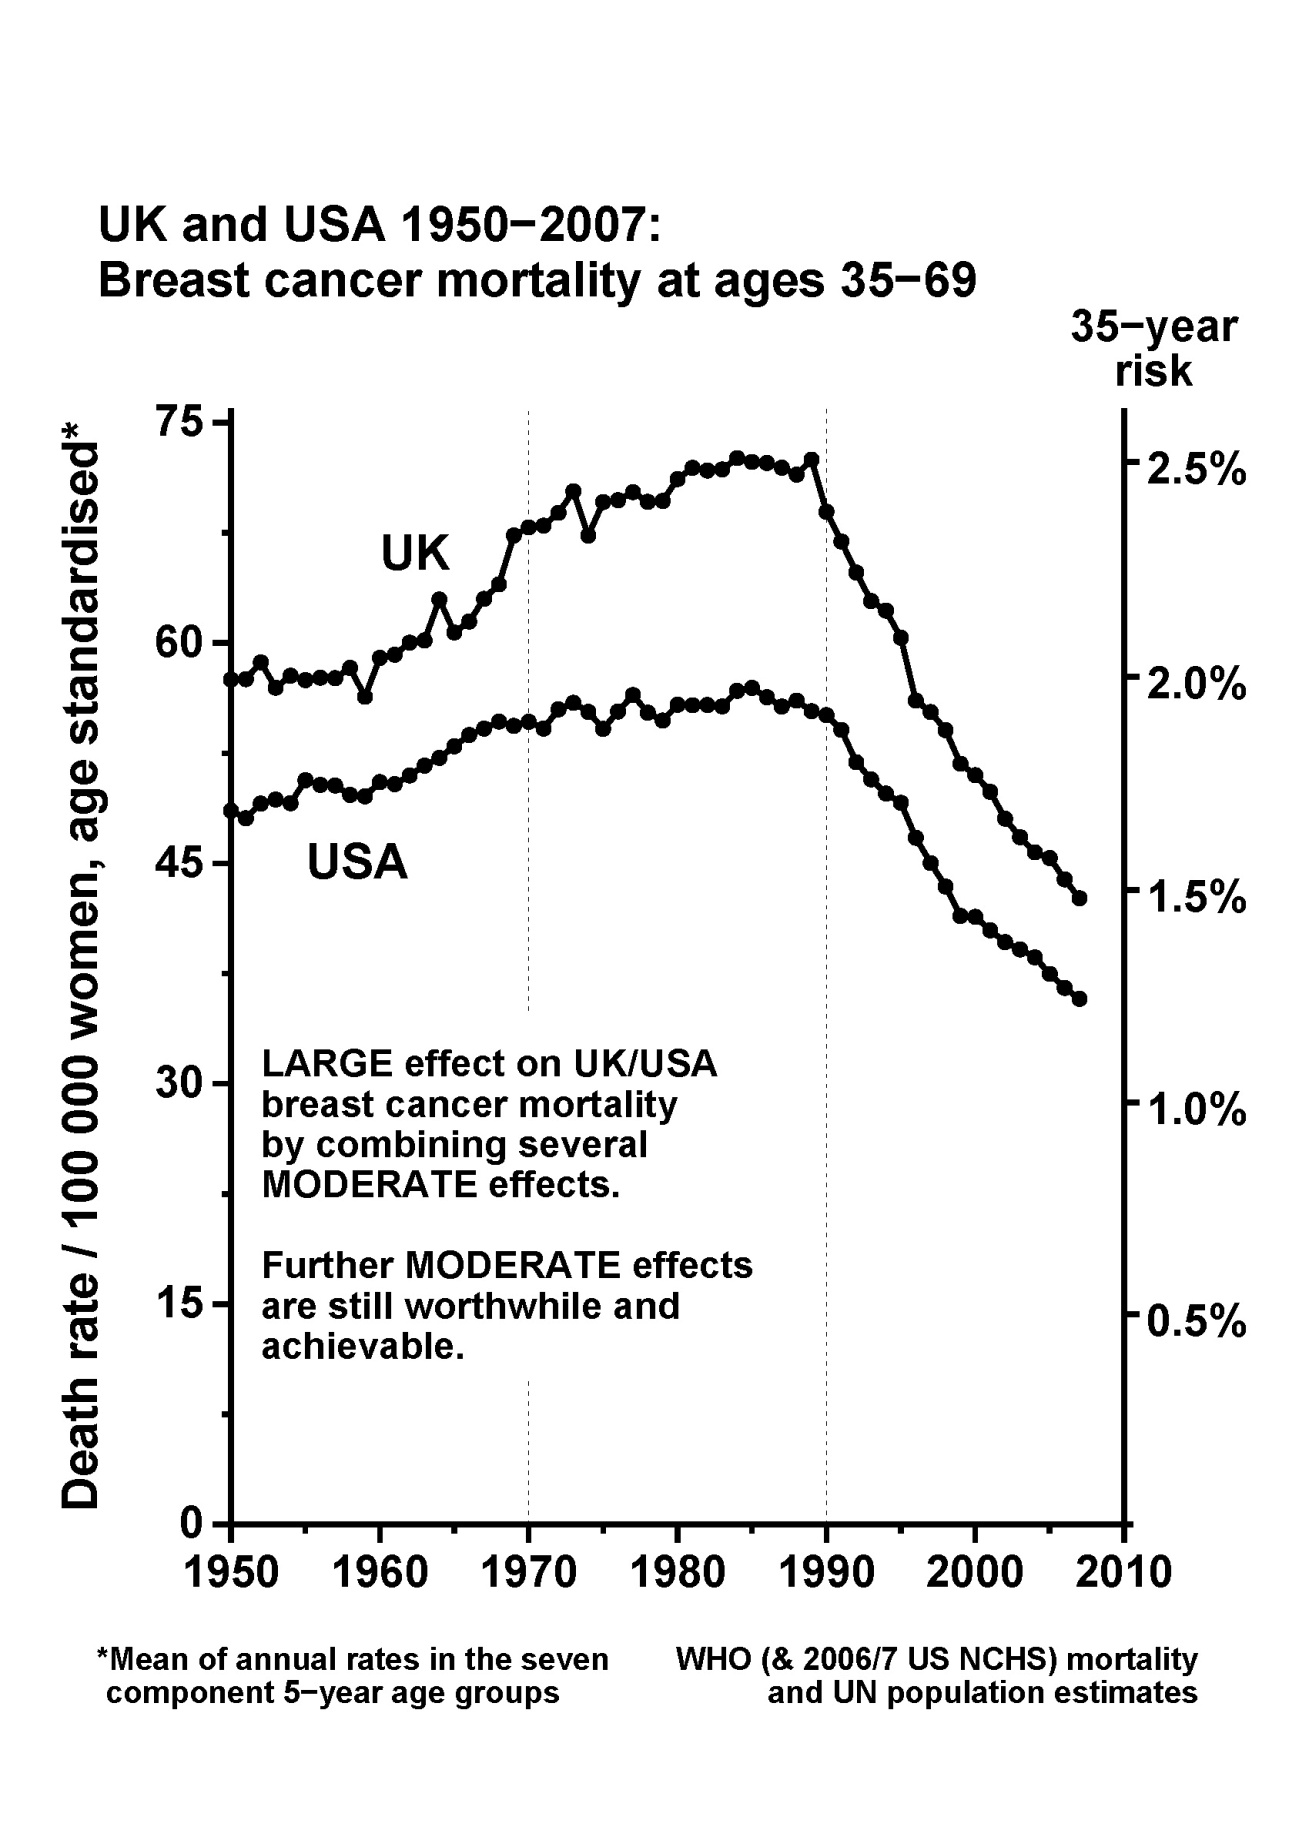 UK and USA 1950−2007:
Breast cancer mortality at ages 35−69
35−year
risk
Death rate / 100 000 women, age standardised*
75
60
45
30
15
0
2.5%
2.0%
1.5%
1.0%
0.5%
UK
USA
LARGE effect on UK/USA
breast cancer mortality
by combining several
MODERATE effects.
Further MODERATE effects
are still worthwhile and
achievable.
1950 1960 1970 1980 1990 2000 2010
*Mean of annual rates in the seven
component 5−year age groups
WHO (& 2006/7 US NCHS) mortality
and UN population estimates